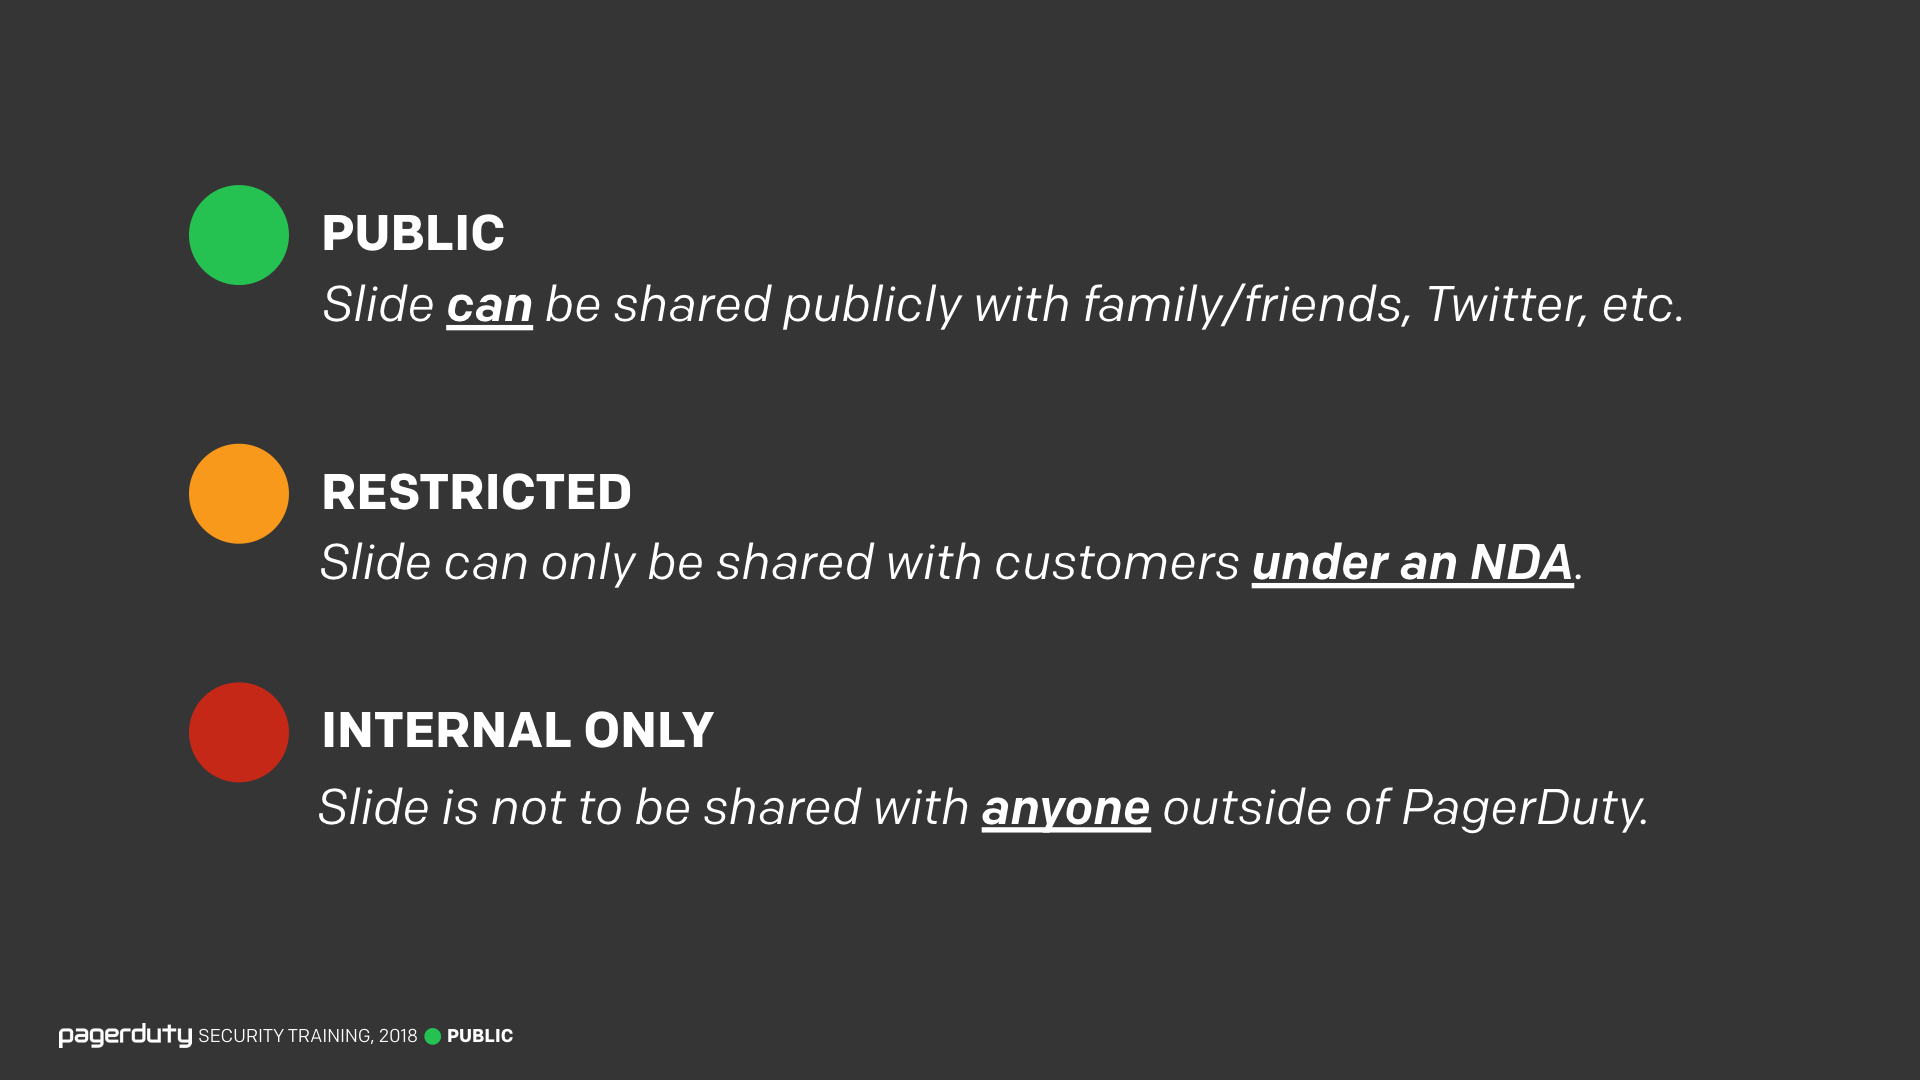 PUBLIC
Slide can be shared publicly with family/friends, Twitter, etc.
RESTRICTED
Slide can only be shared with customers under an NDA.
INTERNAL ONLY
Slide is not to be shared with anyone outside of PagerDuty.
pagerduty SECURITY TRAINING, 2018 PUBLIC